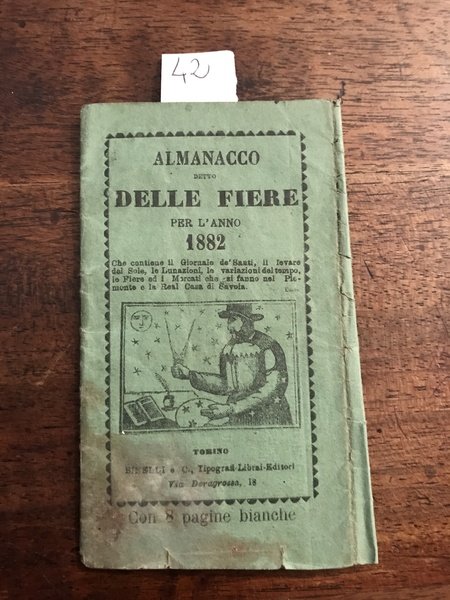 42
ALMANACCO
DETTO
DELLE FIERE
PER L'ANNO
1882
Che contiene il Giornale de' Santi, il levare
del Sole, le Lunazioni, le variazioni del tempo,
le Fiere ed i Mercati che si fanno nel Pie-
monte e la Real Casa di Savoia.
TORINO
BINELLI e C., Tipografi-Librai-Editori
Via Doragrossa, 18
Con 8 pagine bianche